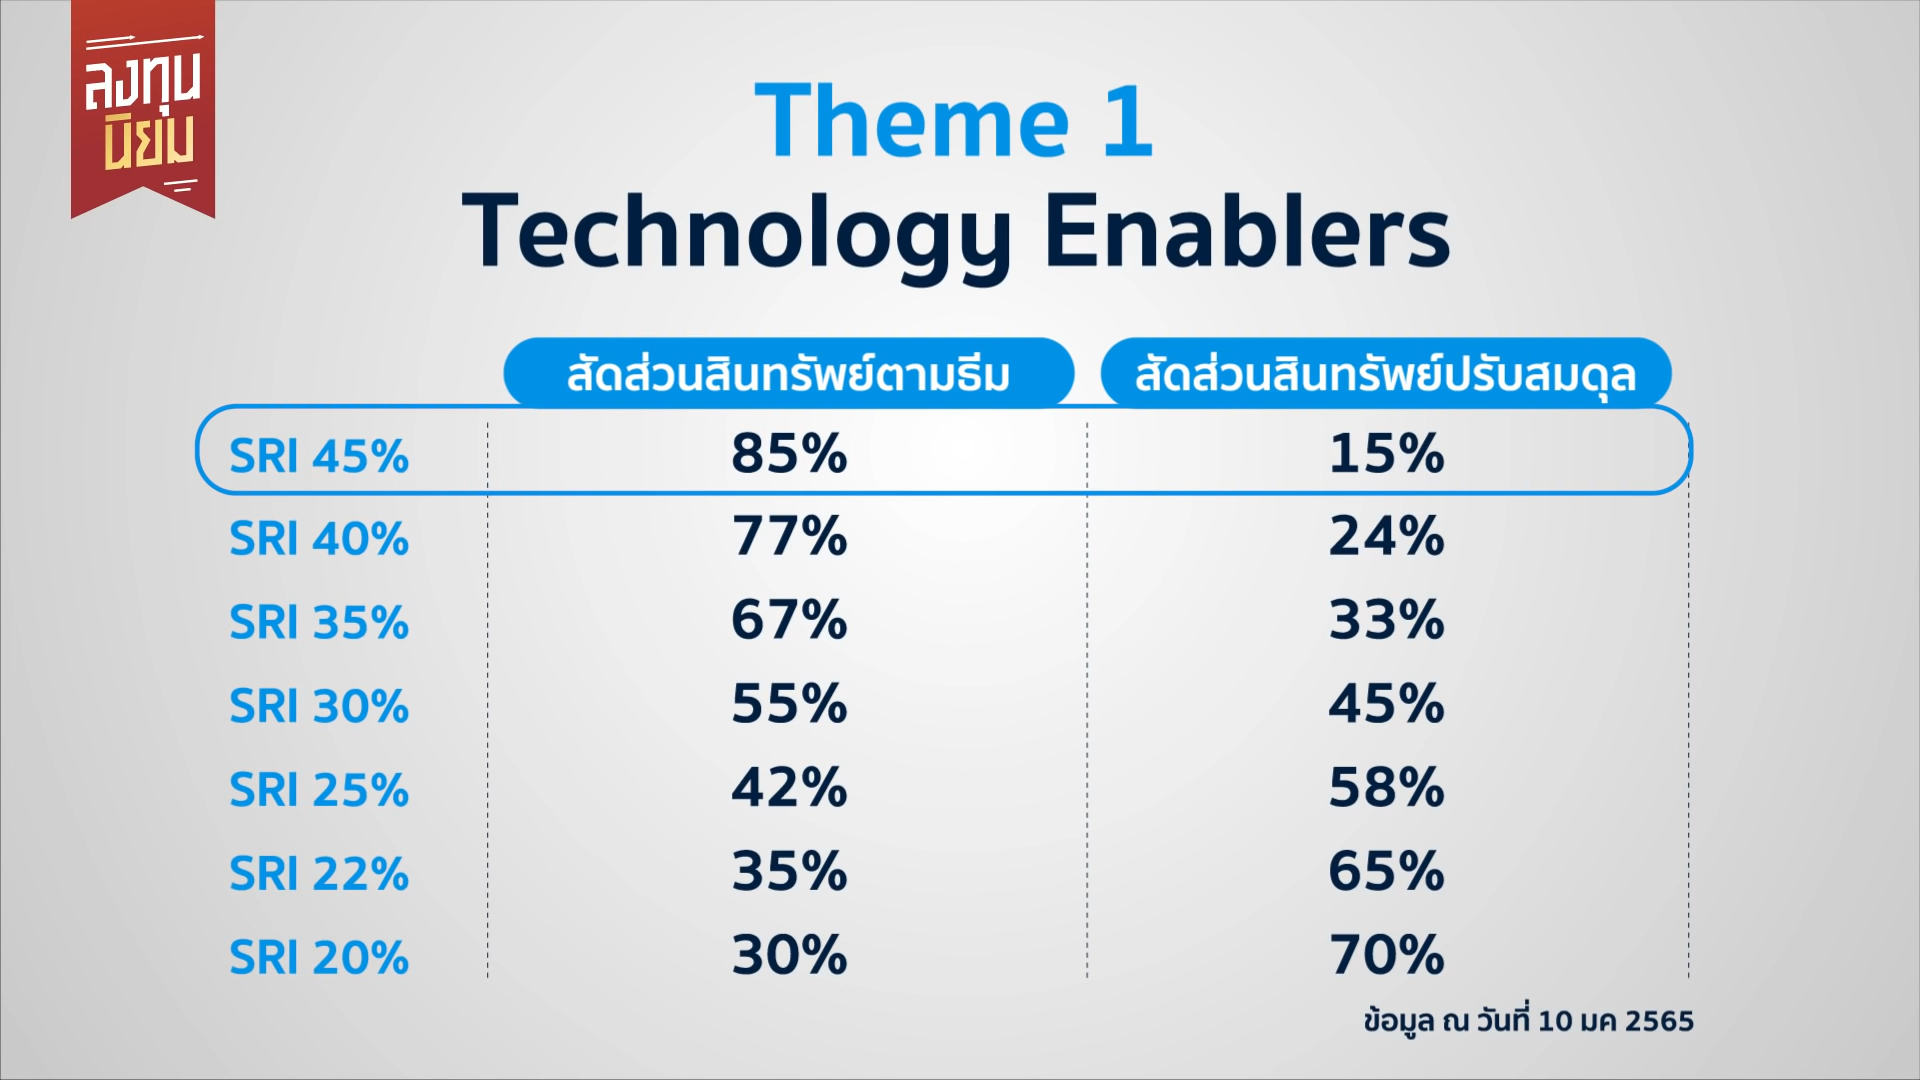 ลงทุน
นิยม
Theme 1
Technology Enablers
สัดส่วนสินทรัพย์ตามธีม สัดส่วนสินทรัพย์ปรับสมดุล
SRI 45% 85% 15%
SRI 40% 77% 24%
SRI 35% 67% 33%
SRI 30% 55% 45%
SRI 25% 42% 58%
SRI 22% 35% 65%
SRI 20% 30% 70%
ข้อมูล ณ วันที่ 10 มค 2565